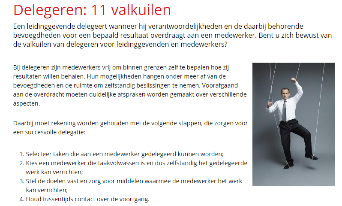 Delegeren: 11 valkuilen
Een leidinggevende delegeert wanneer hij verantwoordelijkheden en de daarbij behorende
bevoegdheden voor een bepaald resultaat overdraagt aan een medewerker. Bent u zich bewust van
de valkuilen van delegeren voor leidinggevenden en medewerkers?
Bij delegeren zijn medewerkers vrij om binnen grenzen zelf te bepalen hoe zij
resultaten willen behalen. Hun mogelijkheden hangen onder meer af van de
bevoegdheden en de ruimte om zelfstandig beslissingen te nemen. Voorafgaand
aan de overdracht moeten duidelijke afspraken worden gemaakt over verschillende
aspecten.
Daarbij moet rekening worden gehouden met de volgende stappen, die zorgen voor
een succesvolle delegatie:
1. Selecteer taken die aan een medewerker gedelegeerd kunnen worden;
2. Kies een medewerker die taakvolwassen is en dus zelfstandig het gedelegeerde
werk kan verrichten;
3. Stel de doelen vast en zorg voor middelen waarmee de medewerker het werk
kan verrichten;
4. Houd tussentijds contact over de voortgang.